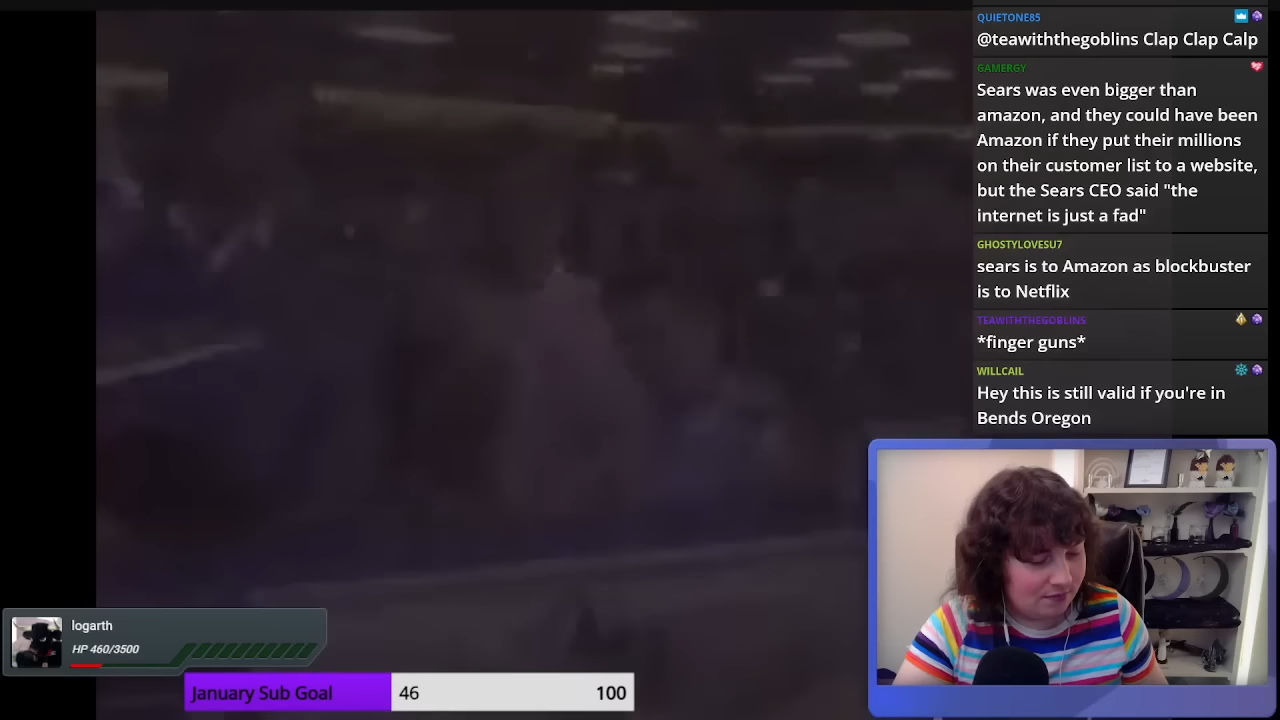 QUIETONE85
@teawiththegoblins Clap Clap Calp
GAMERGY
Sears was even bigger than
amazon, and they could have been
Amazon if they put their millions
on their customer list to a website,
but the Sears CEO said "the
internet is just a fad"
GHOSTYLOVESU7
sears is to Amazon as blockbuster
is to Netflix
TEAWITHTHEGOBLINS
*finger guns*
WILLCAIL
Hey this is still valid if you're in
Bends Oregon
logarth
HP 460/3500
January Sub Goal 46 100